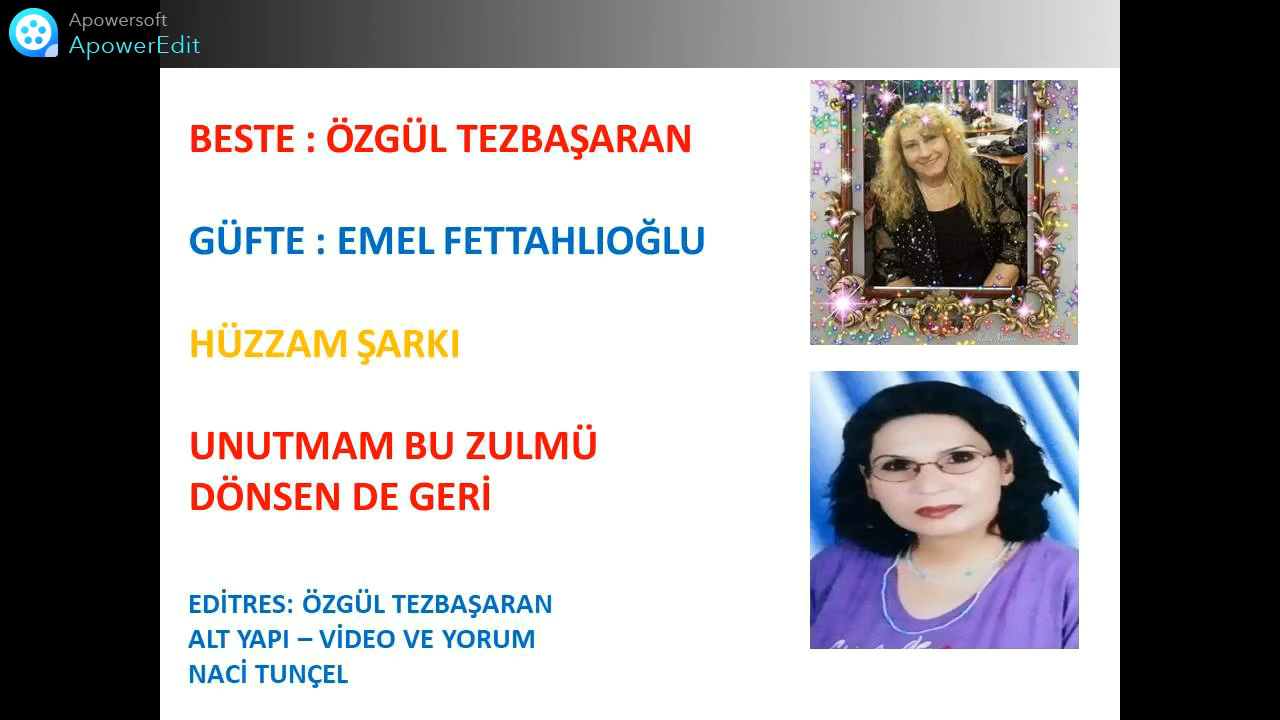 Apowersoft
ApowerEdit
BESTE : ÖZGÜL TEZBAŞARAN
GÜFTE : EMEL FETTAHLIOĞLU
HÜZZAM ŞARKI
UNUTMAM BU ZULMÜ
DÖNSEN DE GERİ
EDİTRES: ÖZGÜL TEZBAŞARAN
ALT YAPI – VİDEO VE YORUM
NACİ TUNÇEL